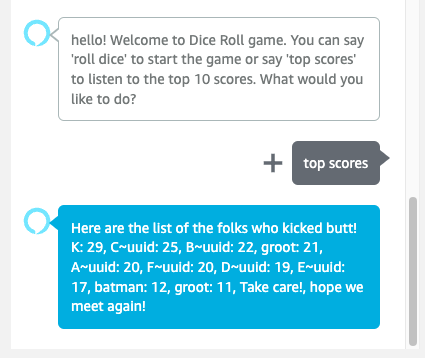 hello! Welcome to Dice Roll game. You can say
'roll dice' to start the game or say 'top scores'
to listen to the top 10 scores. What would you
like to do?
top scores
Here are the list of the folks who kicked butt!
K: 29, C~uuid: 25, B~uuid: 22, groot: 21,
A~uuid: 20, F~uuid: 20, D~uuid: 19, E~uuid:
17, batman: 12, groot: 11, Take care!, hope we
meet again!